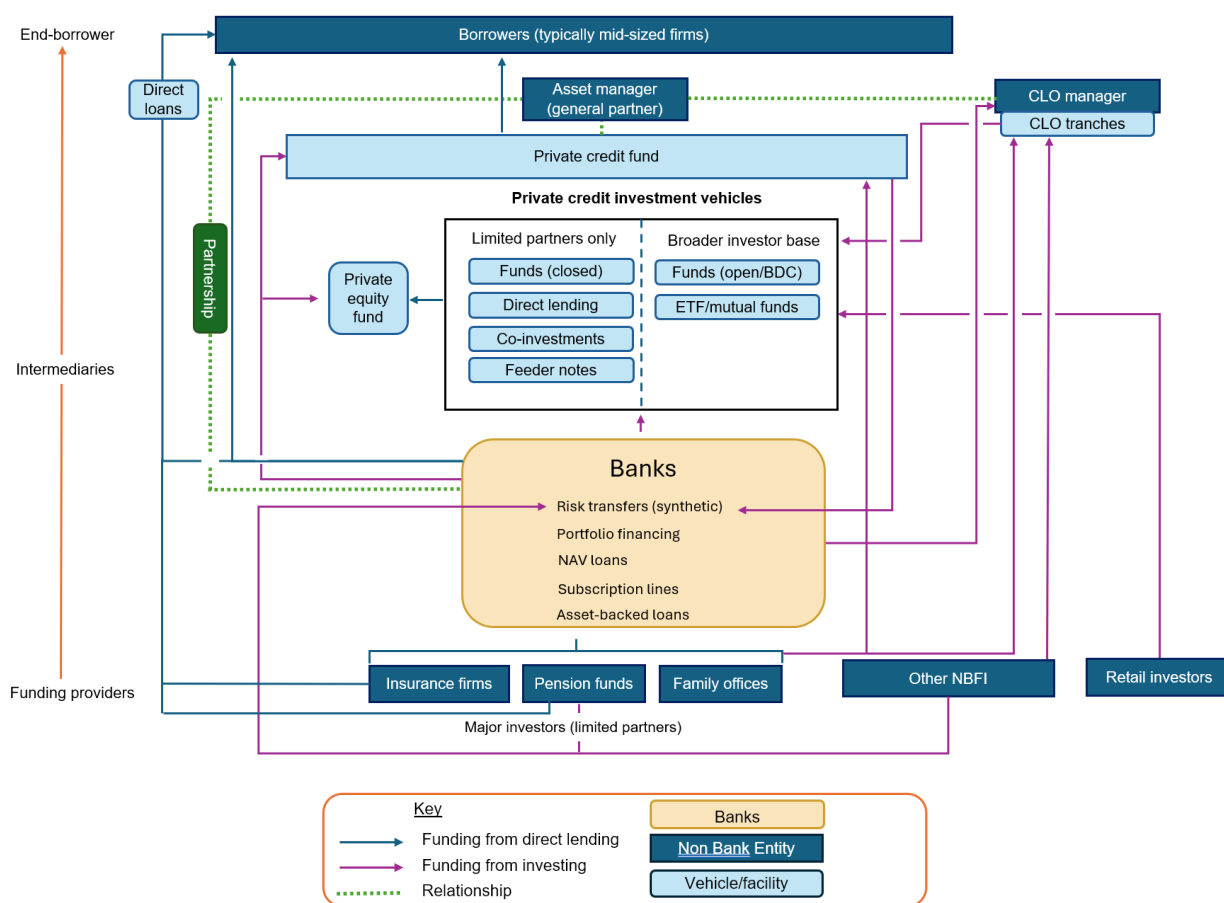 End-borrower
Borrowers (typically mid-sized firms)
Direct
loans
Asset manager
(general partner)
CLO manager
CLO tranches
Private credit fund
Private credit investment vehicles
Partnership
Limited partners only
Broader investor base
Funds (closed)
Funds (open/BDC)
Private
equity
fund
Direct lending
ETF/mutual funds
Co-investments
Feeder notes
Intermediaries
Banks
Risk transfers (synthetic)
Portfolio financing
NAV loans
Subscription lines
Asset-backed loans
Funding providers
Insurance firms
Pension funds
Family offices
Other NBFI
Retail investors
Major investors (limited partners)
Key
Funding from direct lending
Funding from investing
Relationship
Banks
Non Bank Entity
Vehicle/facility